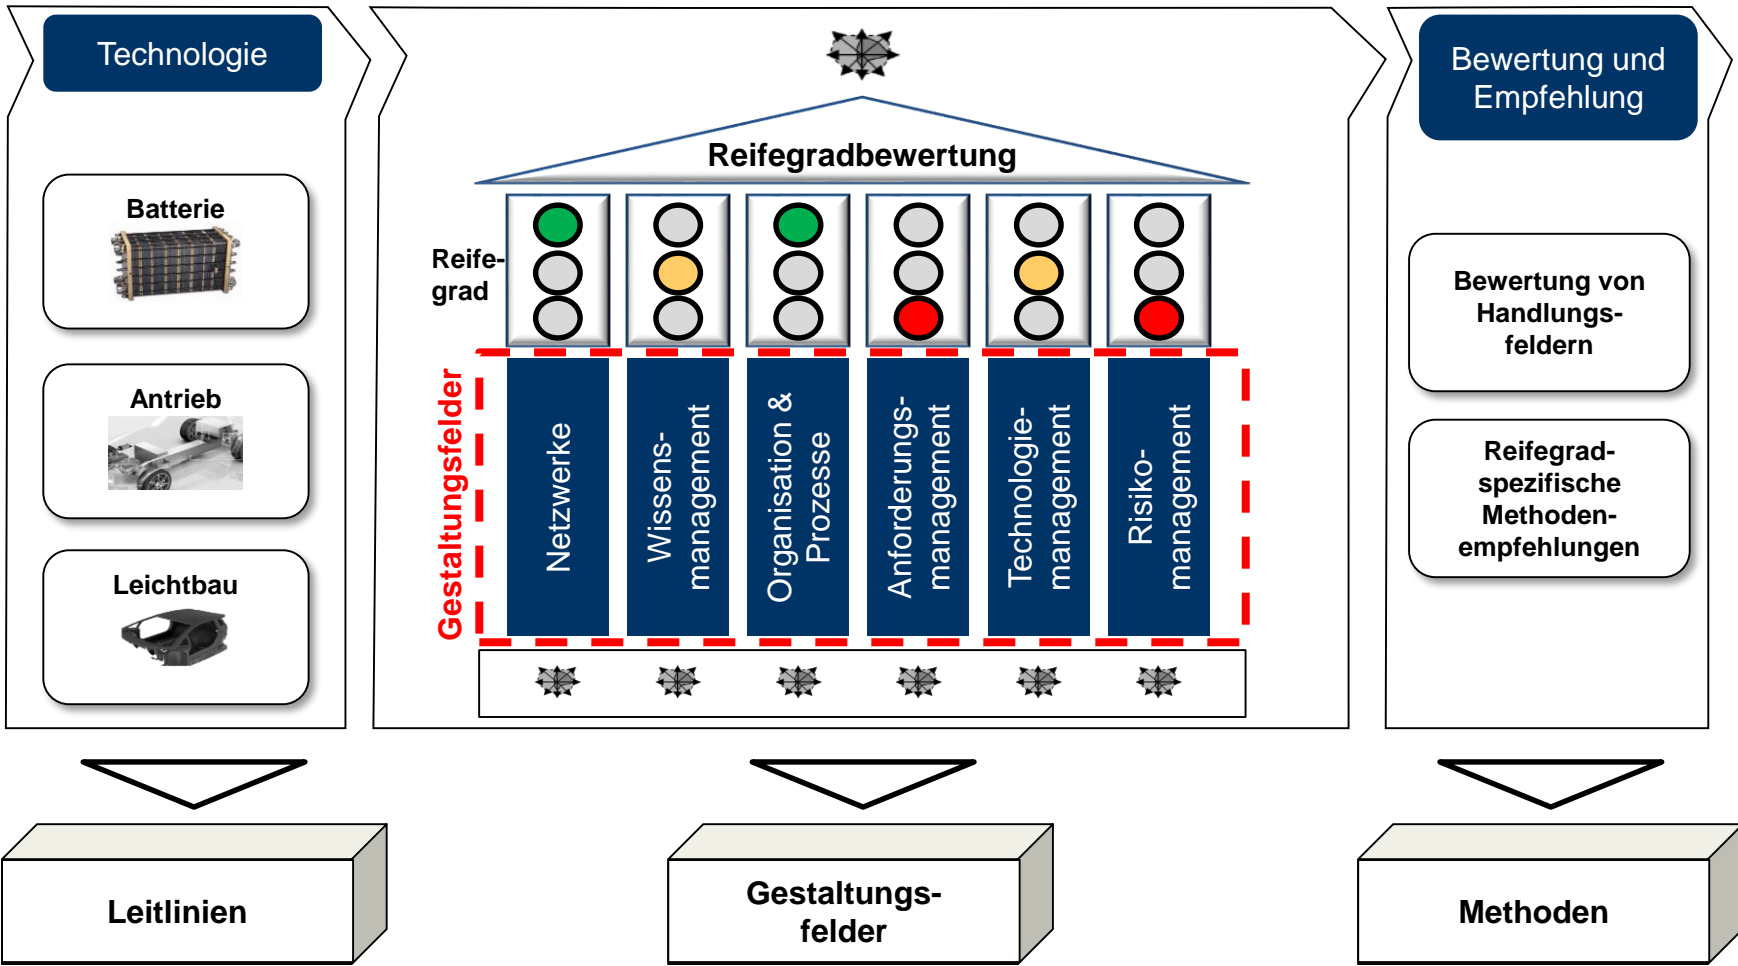 Technologie
Batterie
Antrieb
Leichtbau
Reifegradbewertung
Reife-
grad
Gestaltungsfelder
Netzwerke
Wissens-
management
Organisation &
Prozesse
Anforderungs-
management
Technologie-
management
Risiko-
management
Bewertung und
Empfehlung
Bewertung von
Handlungs-
feldern
Reifegrad-
spezifische
Methoden-
empfehlungen
Leitlinien
Gestaltungs-
felder
Methoden